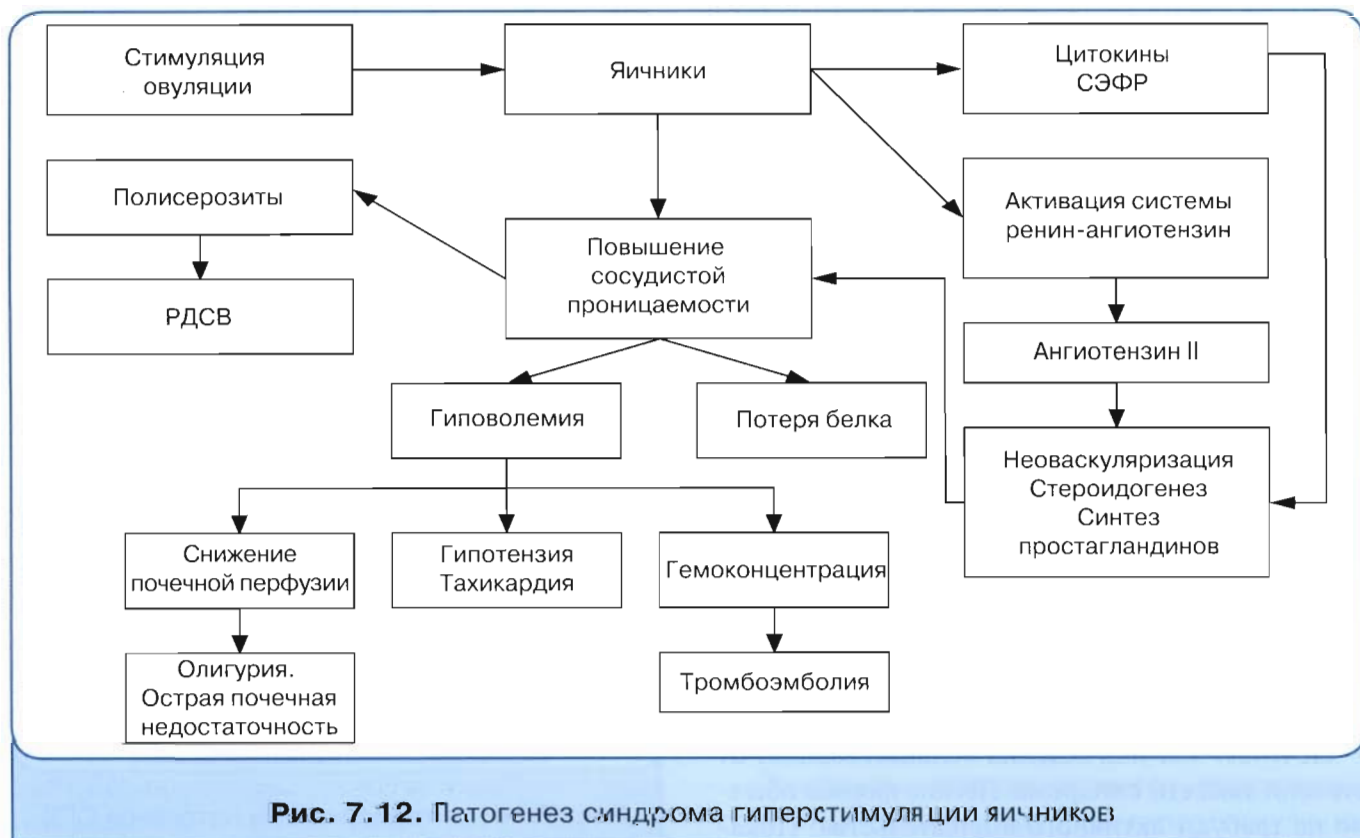 Стимуляция
овуляции
Яичники
Цитокины
СЭФР
Полисерозиты
Активация системы
ренин-ангиотензин
Повышение
сосудистой
проницаемости
РДСВ
Ангиотензин II
Гиповолемия
Потеря белка
Неоваскуляризация
Стероидогенез
Синтез
простагландинов
Снижение
почечной перфузии
Гипотензия
Тахикардия
Гемоконцентрация
Олигурия.
Острая почечная
недостаточность
Тромбоэмболия
Рис. 7.12. Патогенез синдрома гиперстимуляции яичников